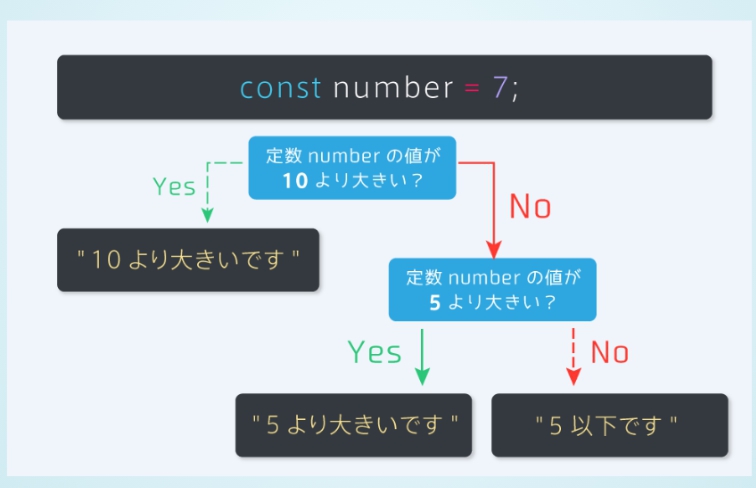 const number = 7;
定数 number の値が
10 より大きい？
Yes
No
"10 より大きいです"
定数 number の値が
5 より大きい？
Yes
No
"5 より大きいです"
"5 以下です"